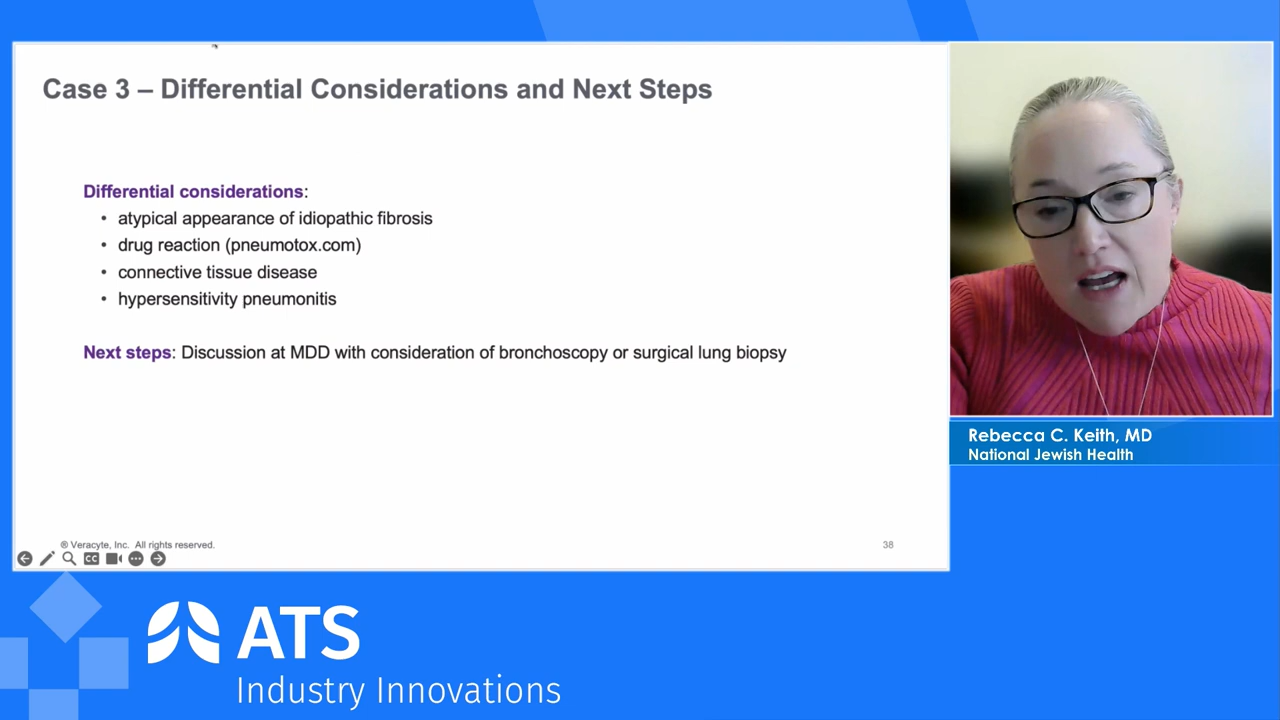 Case 3 – Differential Considerations and Next Steps
Differential considerations:
• atypical appearance of idiopathic fibrosis
• drug reaction (pneumotox.com)
• connective tissue disease
• hypersensitivity pneumonitis
Next steps: Discussion at MDD with consideration of bronchoscopy or surgical lung biopsy
® Veracyte, Inc. All rights reserved.
38
CC
Rebecca C. Keith, MD
National Jewish Health
ATS
Industry Innovations